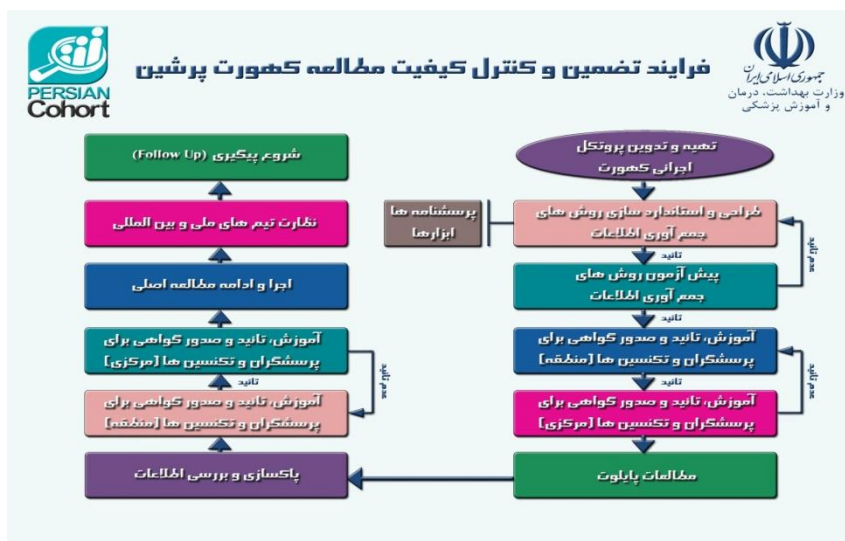 فرایند تضمین و کنترل کیفیت مطالعه کهورت پرشین
جمهوری اسلامی ایران
وزارت بهداشت، درمان
و آموزش پزشکی
PERSIAN
Cohort
تهیه و تدوین پروتکل
اجرائی کهورت
طراحی و استاندارد سازی روش های
جمع آوری اطلاعات
پرسشنامه ها
ابزارها
تائید
عدم تائید
پیش آزمون روش های
جمع آوری اطلاعات
تائید
آموزش، تائید و صدور گواهی برای
پرسشگران و تکنسین ها [منطقه]
تائید
عدم تائید
آموزش، تائید و صدور گواهی برای
پرسشگران و تکنسین ها [مرکزی]
مطالعات پایلوت
پاکسازی و بررسی اطلاعات
آموزش، تائید و صدور گواهی برای
پرسشگران و تکنسین ها [منطقه]
تائید
عدم تائید
آموزش، تائید و صدور گواهی برای
پرسشگران و تکنسین ها [مرکزی]
اجرا و ادامه مطالعه اصلی
نظارت تیم های ملی و بین المللی
شروع پیگیری (Follow Up)